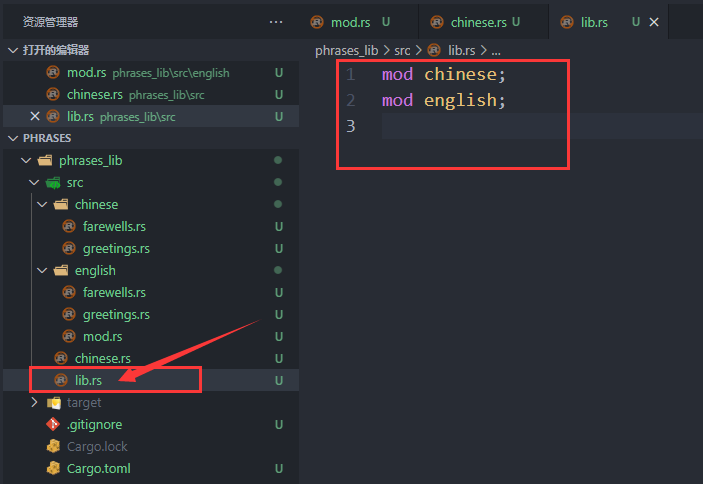 资源管理器 ···
打开的编辑器
mod.rs phrases_lib\src\english U
chinese.rs phrases_lib\src U
× lib.rs phrases_lib\src U
PHRASES
phrases_lib
src
chinese
farewells.rs U
greetings.rs U
english
farewells.rs U
greetings.rs U
mod.rs U
chinese.rs U
lib.rs U
target
.gitignore U
Cargo.lock
Cargo.toml U
mod.rs U chinese.rs U lib.rs U ×
phrases_lib > src > lib.rs > ...
1 mod chinese;
2 mod english;
3